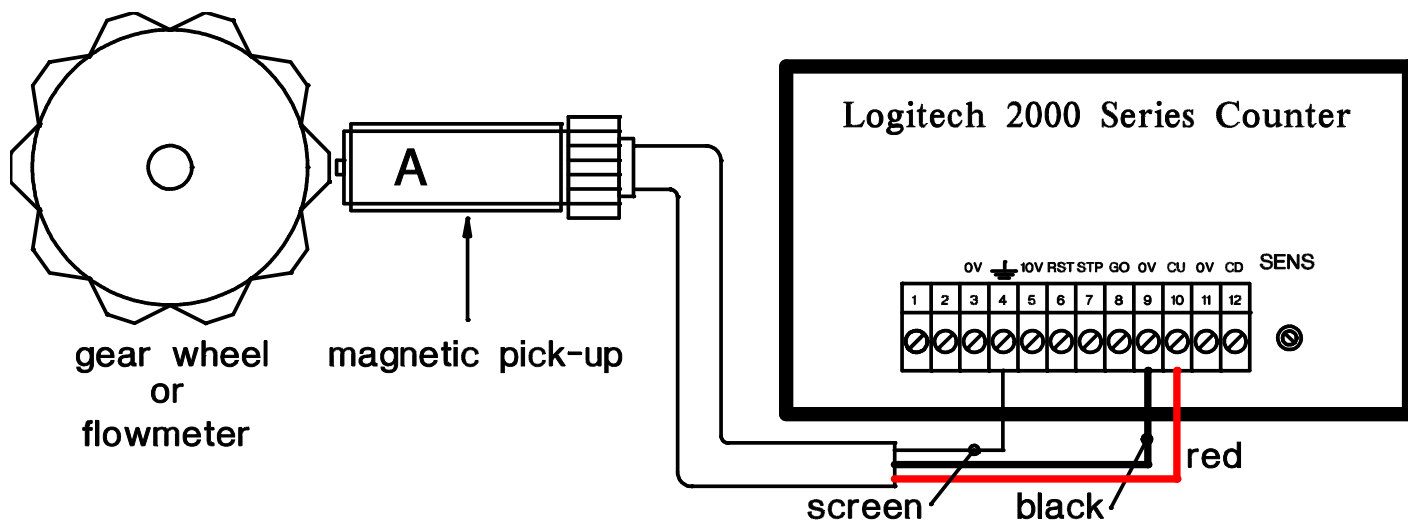 Logitech 2000 Series Counter
A
0V 10V RST STP GO 0V CU 0V CD SENS
1 2 3 4 5 6 7 8 9 10 11 12
gear wheel
or
flowmeter
magnetic pick-up
red
screen
black